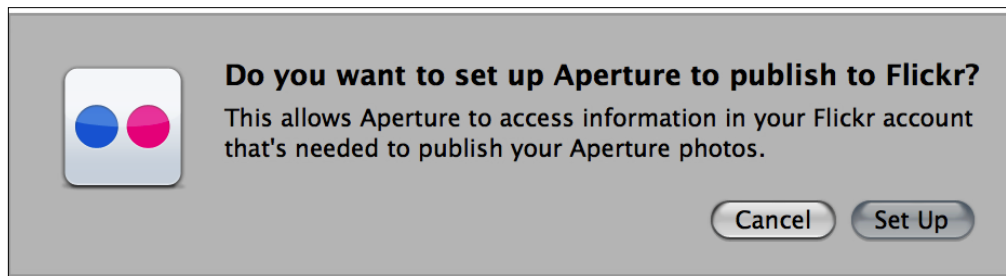 Do you want to set up Aperture to publish to Flickr?
This allows Aperture to access information in your Flickr account
that's needed to publish your Aperture photos.
Cancel Set Up